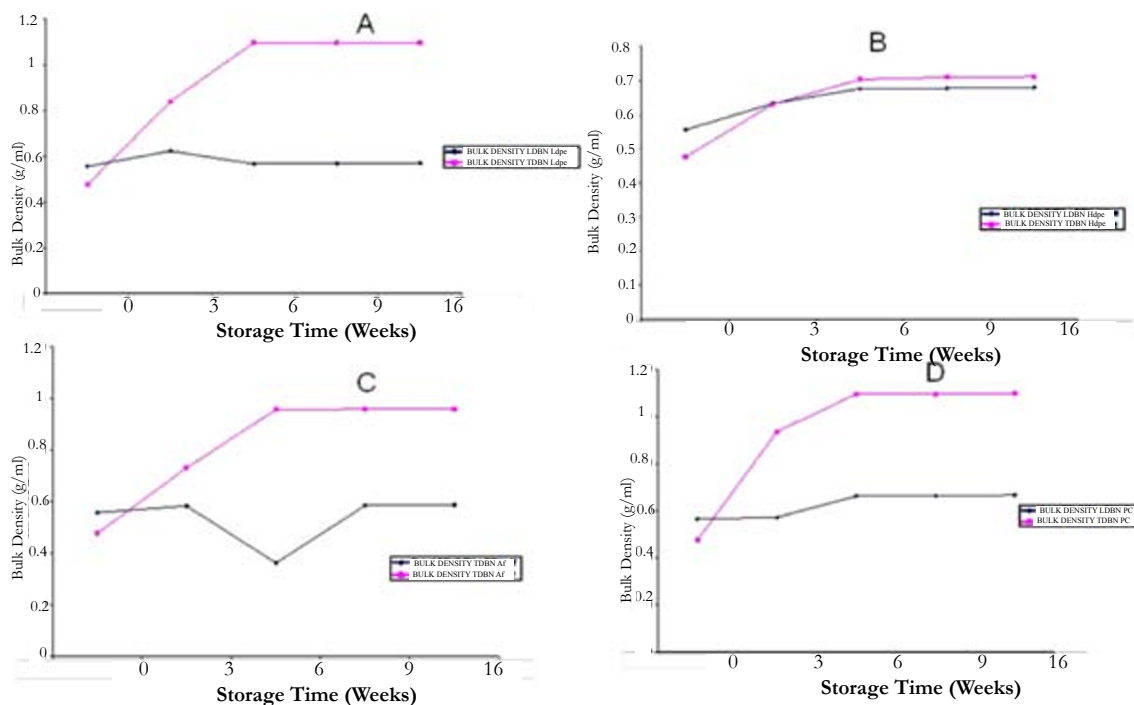 A
1.2
1
0.8
0.6
0.4
0.2
0
Bulk Density (g/ml)
BULK DENSITY LDBN Ldpe
BULK DENSITY TDBN Ldpe
0 3 6 9 16
Storage Time (Weeks)
B
0.8
0.7
0.6
0.5
0.4
0.3
0.2
0.1
0
Bulk Density (g/ml)
BULK DENSITY LDBN Hdpe
BULK DENSITY TDBN Hdpe
0 3 6 9 16
Storage Time (Weeks)
C
1.2
1
0.8
0.6
0.4
0.2
0
Bulk Density (g/ml)
BULK DENSITY TDBN Af
BULK DENSITY TDBN Af
0 3 6 9 16
Storage Time (Weeks)
D
1.2
1
0.8
0.6
0.4
0.2
0
Bulk Density (g/ml)
BULK DENSITY LDBN PC
BULK DENSITY TDBN PC
0 3 6 9 16
Storage Time (Weeks)